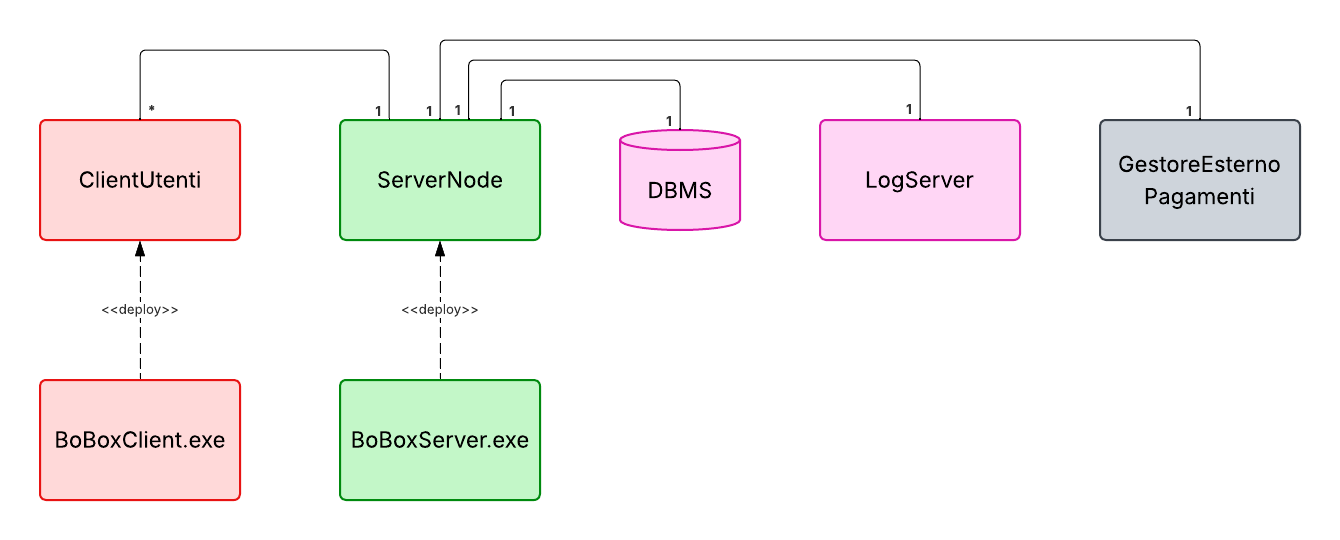 * 1 1 1 1 1 1 1
ClientUtenti
ServerNode
DBMS
LogServer
GestoreEsterno
Pagamenti
<<deploy>>
<<deploy>>
BoBoxClient.exe
BoBoxServer.exe